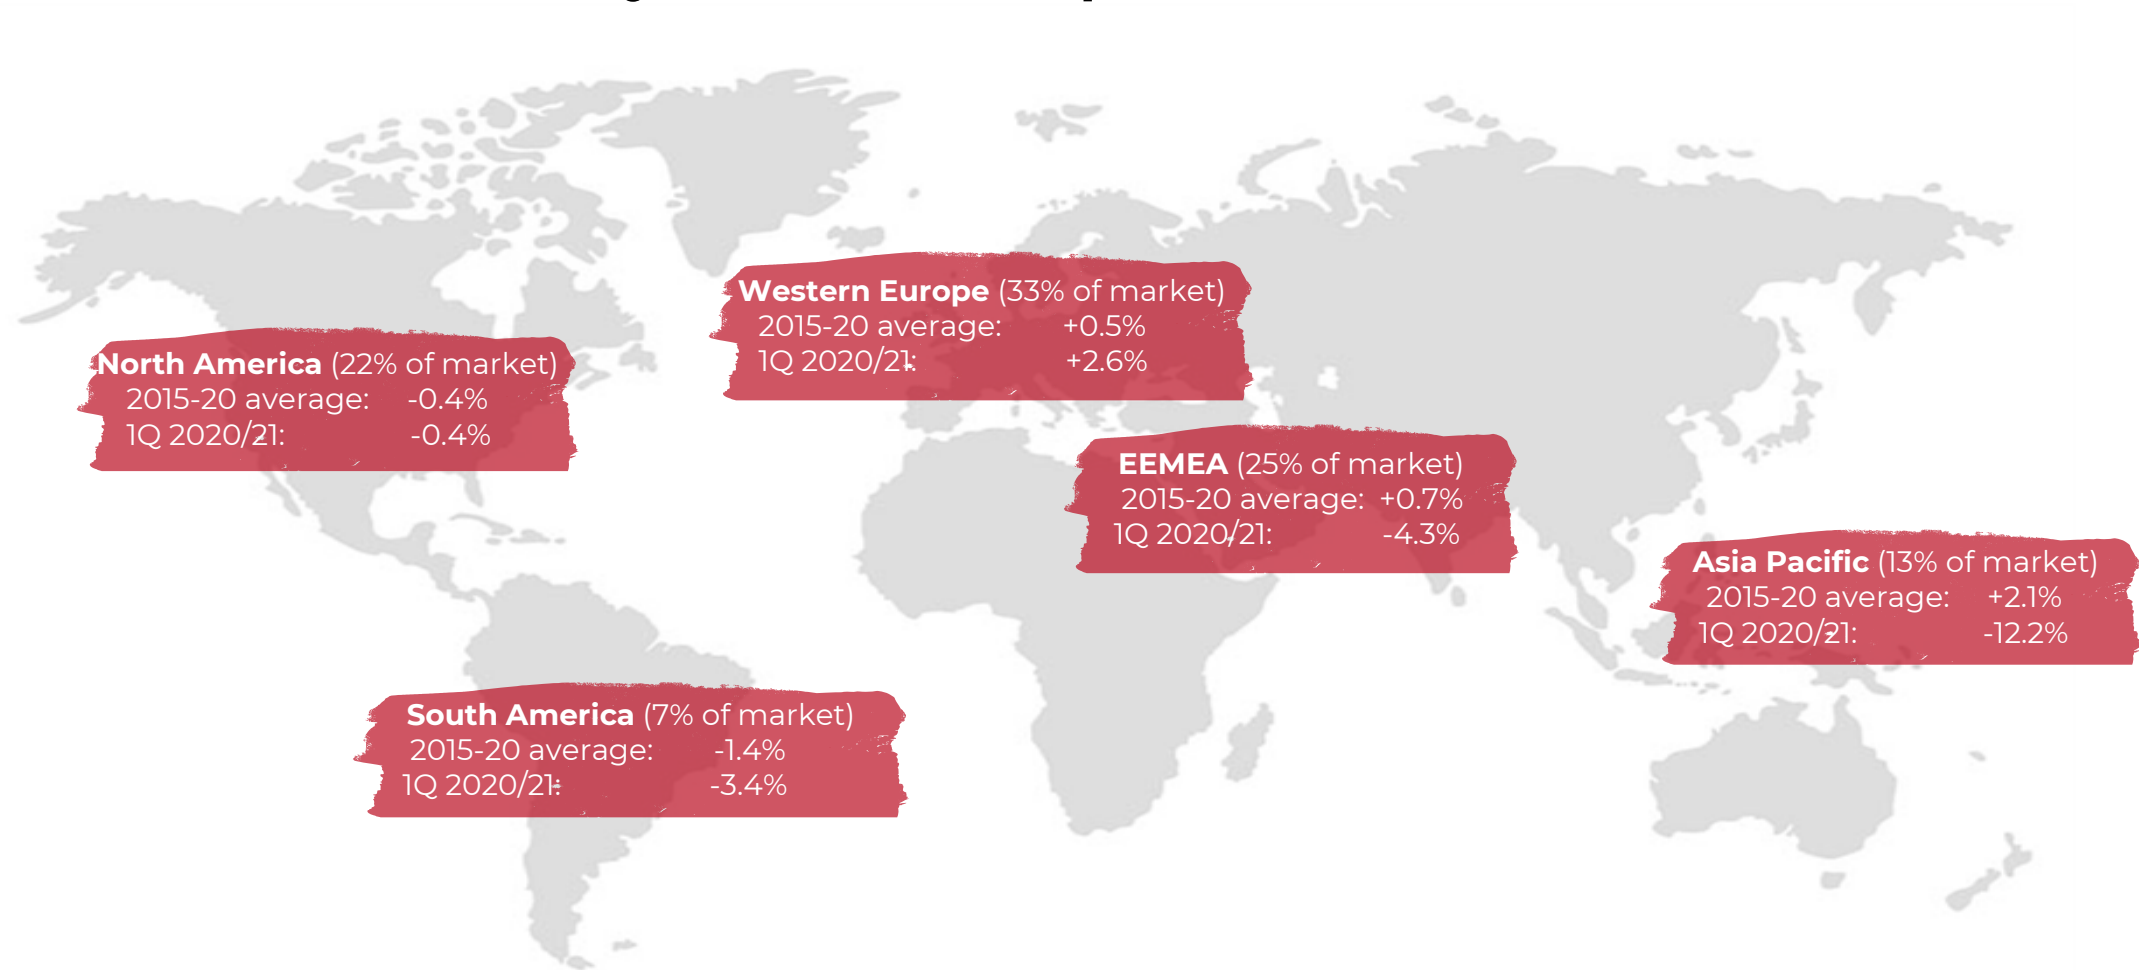 Western Europe (33% of market)
2015-20 average: +0.5%
1Q 2020/21: +2.6%
North America (22% of market)
2015-20 average: -0.4%
1Q 2020/21: -0.4%
EEMEA (25% of market)
2015-20 average: +0.7%
1Q 2020/21: -4.3%
Asia Pacific (13% of market)
2015-20 average: +2.1%
1Q 2020/21: -12.2%
South America (7% of market)
2015-20 average: -1.4%
1Q 2020/21: -3.4%